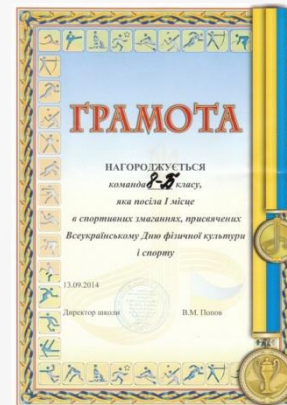 ГРАМОТА
НАГОРОДЖУЄТЬСЯ
команда 8-Б класу,
яка посіла І місце
в спортивних змаганнях, присвячених
Всеукраїнському Дню фізичної культури
і спорту
13.09.2014
Директор школи В.М. Попов